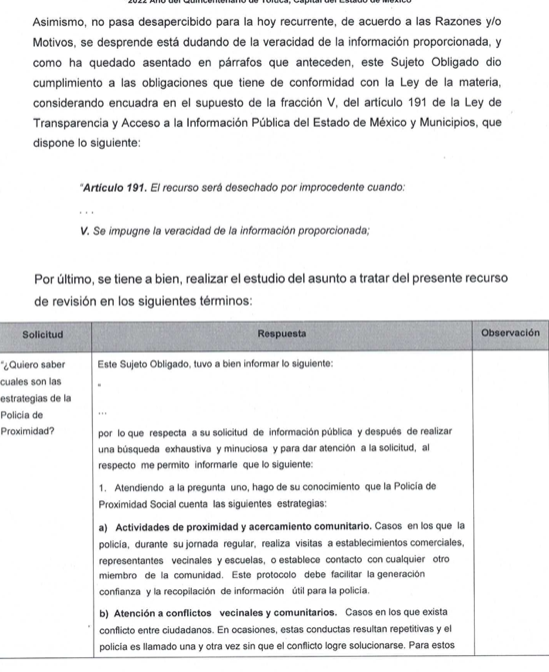 2022 Año del Quincentenario de Toluca, Capital del Estado de México
Asimismo, no pasa desapercibido para la hoy recurrente, de acuerdo a las Razones y/o
Motivos, se desprende está dudando de la veracidad de la información proporcionada, y
como ha quedado asentado en párrafos que anteceden, este Sujeto Obligado dio
cumplimiento a las obligaciones que tiene de conformidad con la Ley de la materia,
considerando encuadra en el supuesto de la fracción V, del artículo 191 de la Ley de
Transparencia y Acceso a la Información Pública del Estado de México y Municipios, que
dispone lo siguiente:
"Artículo 191. El recurso será desechado por improcedente cuando:
. . .
V. Se impugne la veracidad de la información proporcionada;
Por último, se tiene a bien, realizar el estudio del asunto a tratar del presente recurso
de revisión en los siguientes términos:
Solicitud Respuesta Observación
"¿Quiero saber
cuales son las
estrategias de la
Policía de
Proximidad?
Este Sujeto Obligado, tuvo a bien informar lo siguiente:
"
...
por lo que respecta a su solicitud de información pública y después de realizar
una búsqueda exhaustiva y minuciosa y para dar atención a la solicitud, al
respecto me permito informarle que lo siguiente:
1. Atendiendo a la pregunta uno, hago de su conocimiento que la Policía de
Proximidad Social cuenta las siguientes estrategias:
a) Actividades de proximidad y acercamiento comunitario. Casos en los que la
policía, durante su jornada regular, realiza visitas a establecimientos comerciales,
representantes vecinales y escuelas, o establece contacto con cualquier otro
miembro de la comunidad. Este protocolo debe facilitar la generación
confianza y la recopilación de información útil para la policía.
b) Atención a conflictos vecinales y comunitarios. Casos en los que exista
conflicto entre ciudadanos. En ocasiones, estas conductas resultan repetitivas y el
policía es llamado una y otra vez sin que el conflicto logre solucionarse. Para estos